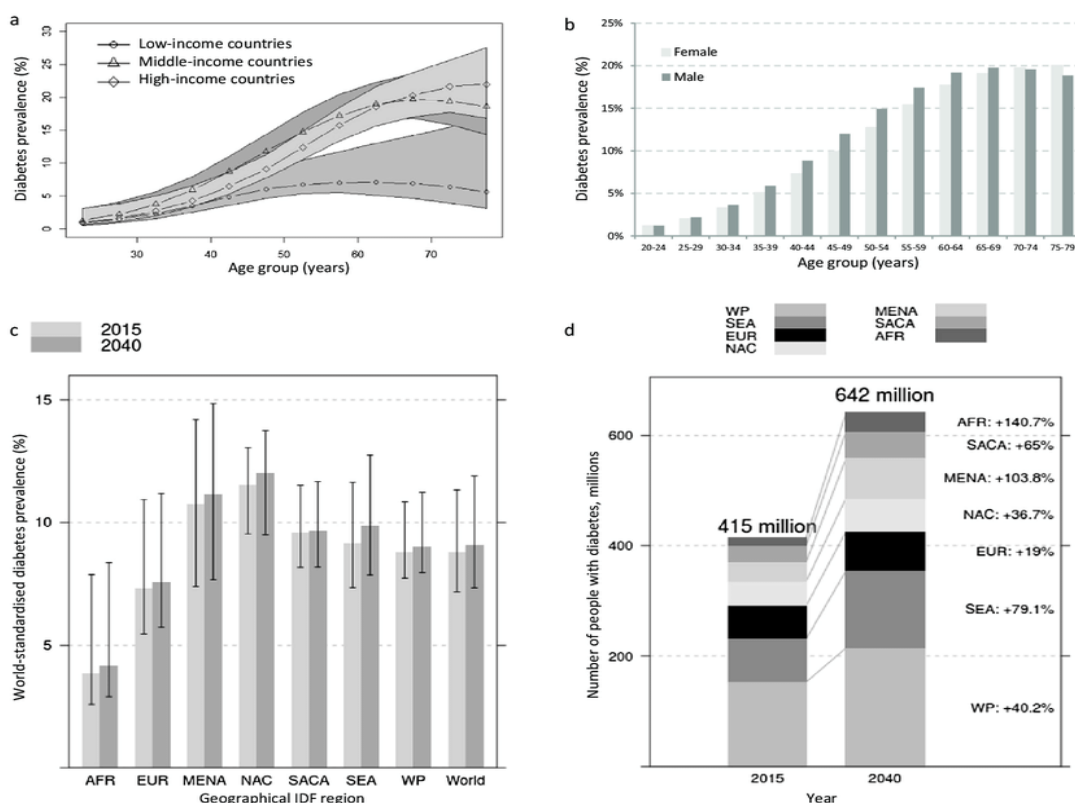 a
Diabetes prevalence (%)
30
25
20
15
10
5
0
Low-income countries
Middle-income countries
High-income countries
30 40 50 60 70
Age group (years)
b
Diabetes prevalence (%)
25%
20%
15%
10%
5%
0%
Female
Male
20-24 25-29 30-34 35-39 40-44 45-49 50-54 55-59 60-64 65-69 70-74 75-79
Age group (years)
c
2015
2040
World-standardised diabetes prevalence (%)
15
10
5
AFR EUR MENA NAC SACA SEA WP World
Geographical IDF region
d
WP
SEA
EUR
NAC
MENA
SACA
AFR
Number of people with diabetes, millions
600
400
200
415 million
642 million
AFR: +140.7%
SACA: +65%
MENA: +103.8%
NAC: +36.7%
EUR: +19%
SEA: +79.1%
WP: +40.2%
2015 2040
Year